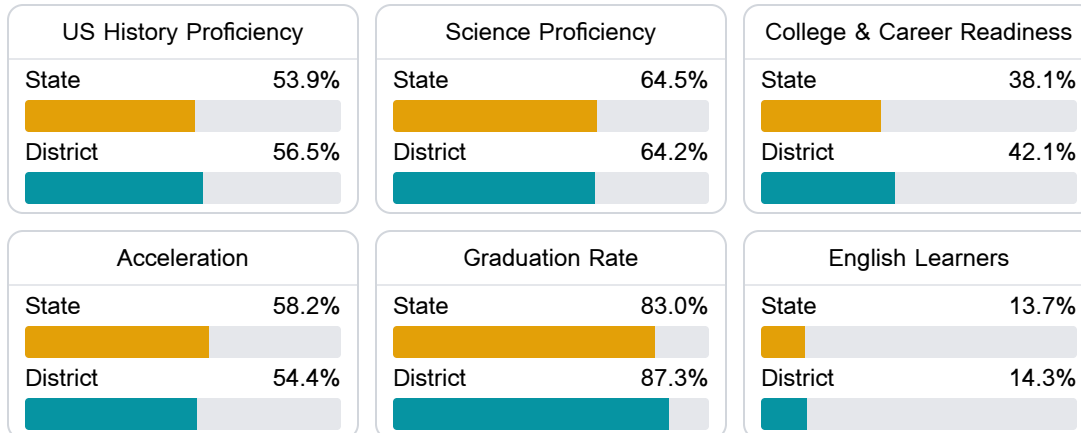 US History Proficiency
State 53.9%
District 56.5%
Science Proficiency
State 64.5%
District 64.2%
College & Career Readiness
State 38.1%
District 42.1%
Acceleration
State 58.2%
District 54.4%
Graduation Rate
State 83.0%
District 87.3%
English Learners
State 13.7%
District 14.3%